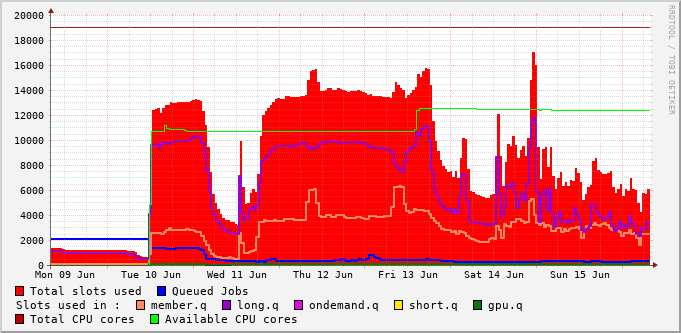 20000
18000
16000
14000
12000
10000
8000
6000
4000
2000
0
Mon 09 Jun Tue 10 Jun Wed 11 Jun Thu 12 Jun Fri 13 Jun Sat 14 Jun Sun 15 Jun
Total slots used Queued Jobs
Slots used in : member.q long.q ondemand.q short.q gpu.q
Total CPU cores Available CPU cores
RRDTOOL / TOBI OETIKER